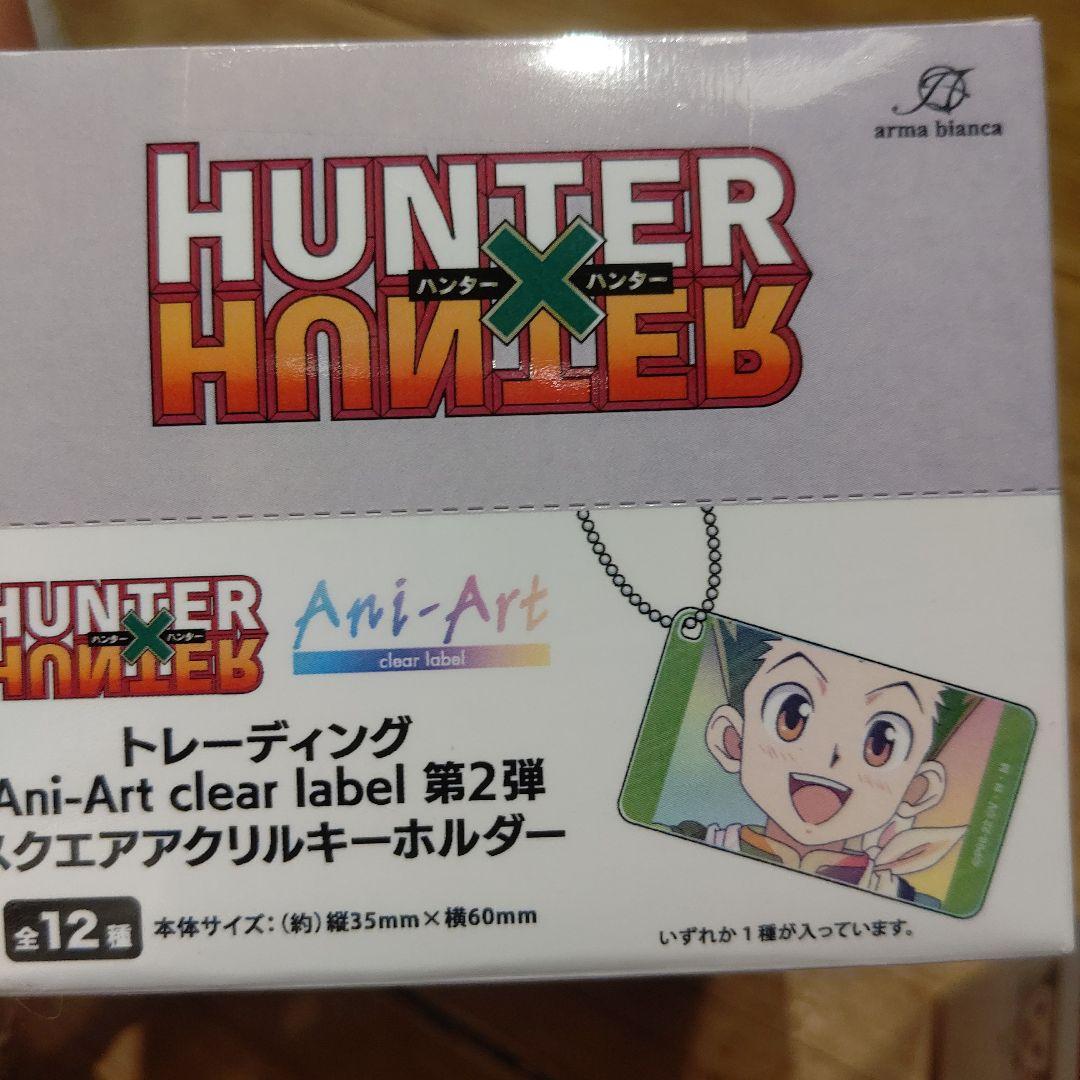 arma bianca
HUNTER
ハンター×ハンター
HUNTER
HUNTER
ハンター×ハンター
HUNTER
Ani-Art
clear label
トレーディング
Ani-Art clear label 第2弾
スクエアアクリルキーホルダー
全12種
本体サイズ:(約)縦35mm×横60mm
いずれか1種が入っています。